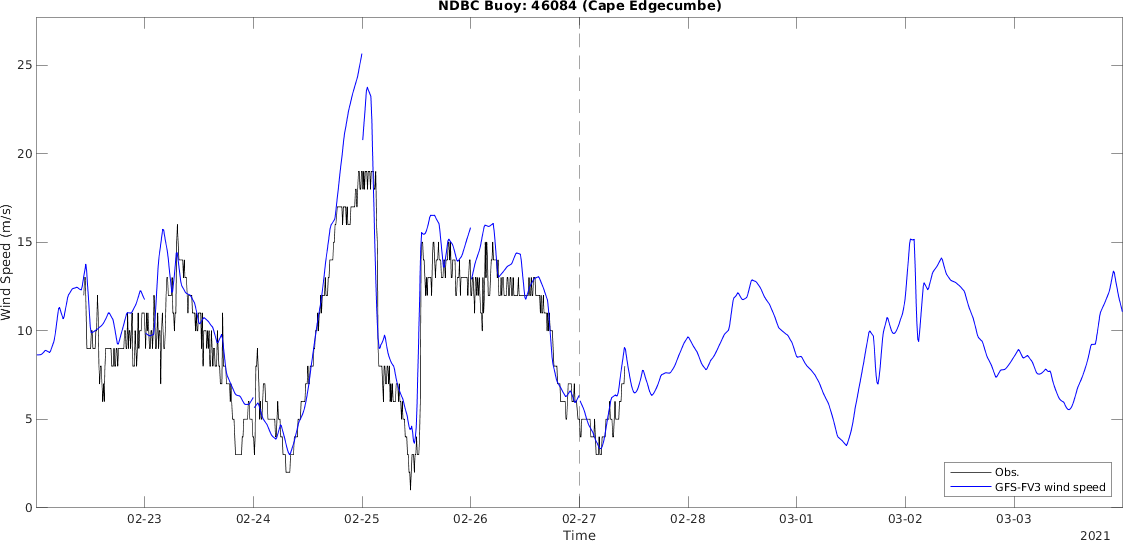 NDBC Buoy: 46084 (Cape Edgecumbe)
25
20
15
10
5
0
Wind Speed (m/s)
02-23 02-24 02-25 02-26 02-27 02-28 03-01 03-02 03-03
Time
2021
Obs.
GFS-FV3 wind speed